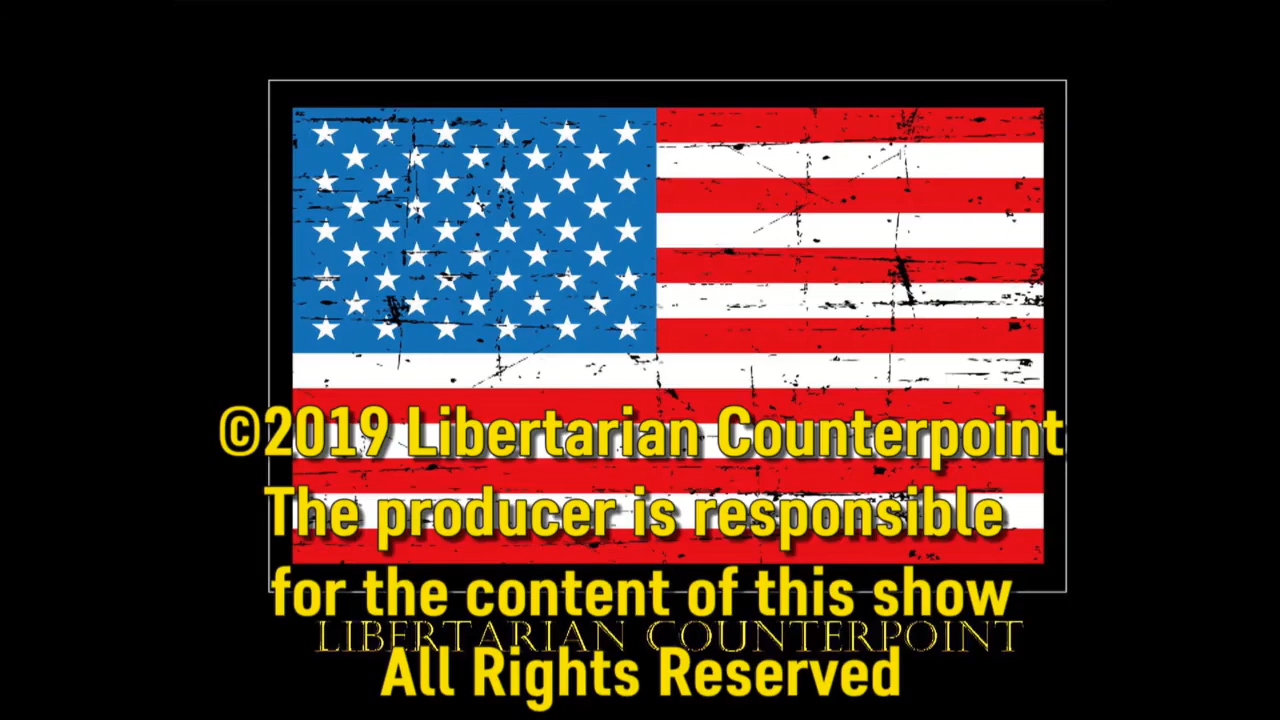 ©2019 Libertarian Counterpoint
The producer is responsible
for the content of this show
LIBERTARIAN COUNTERPOINT
All Rights Reserved